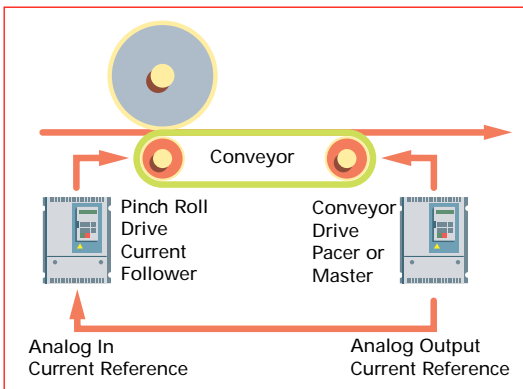 Conveyor
Pinch Roll
Drive
Current
Follower
Conveyor
Drive
Pacer or
Master
Analog In
Current Reference
Analog Output
Current Reference